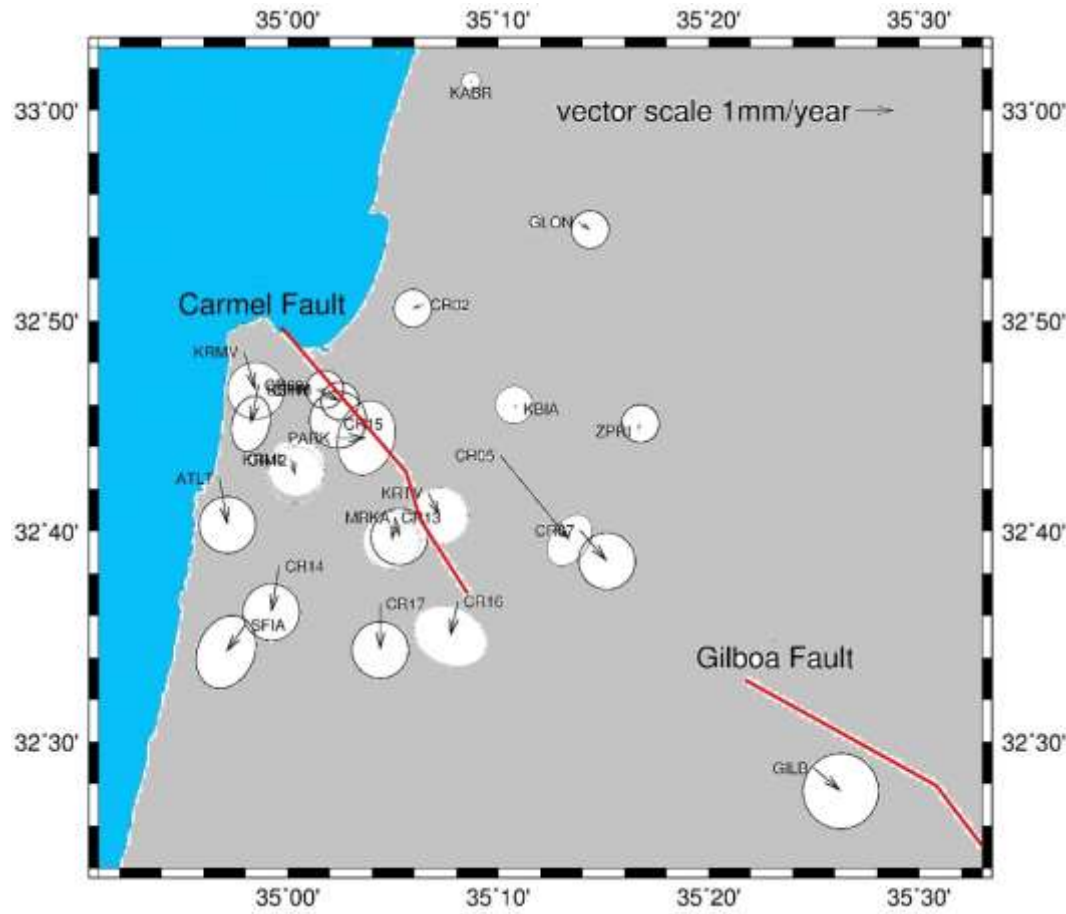 35°00' 35°10' 35°20' 35°30'
KABR
33°00' vector scale 1mm/year 33°00'
GLON
CR02
Carmel Fault
32°50' 32°50'
KRMV
CR15
KBIA
ZPR1
PARK
CR05
ATLT
KRTV
MRKA CR13
32°40' CR07 32°40'
CR14
CR17 CR16
SFIA
Gilboa Fault
32°30' 32°30'
GILB
35°00' 35°10' 35°20' 35°30'